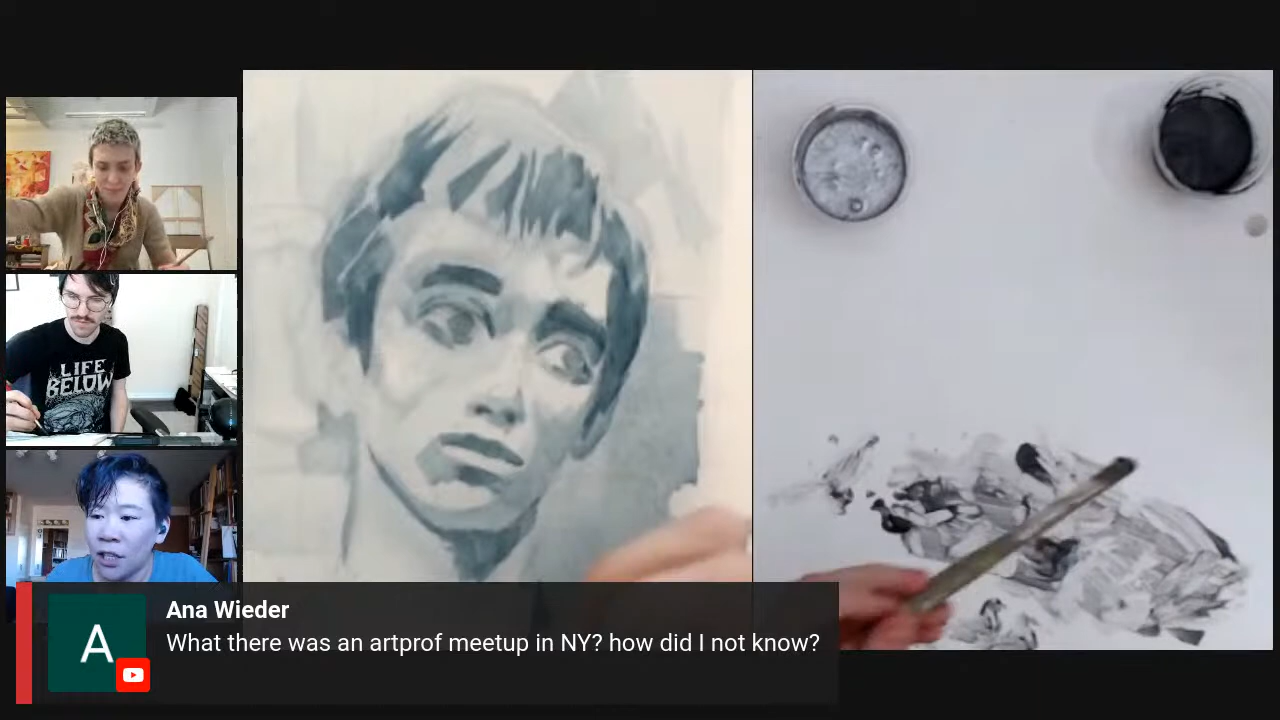 LIFE
BELOW
A
Ana Wieder
What there was an artprof meetup in NY? how did I not know?